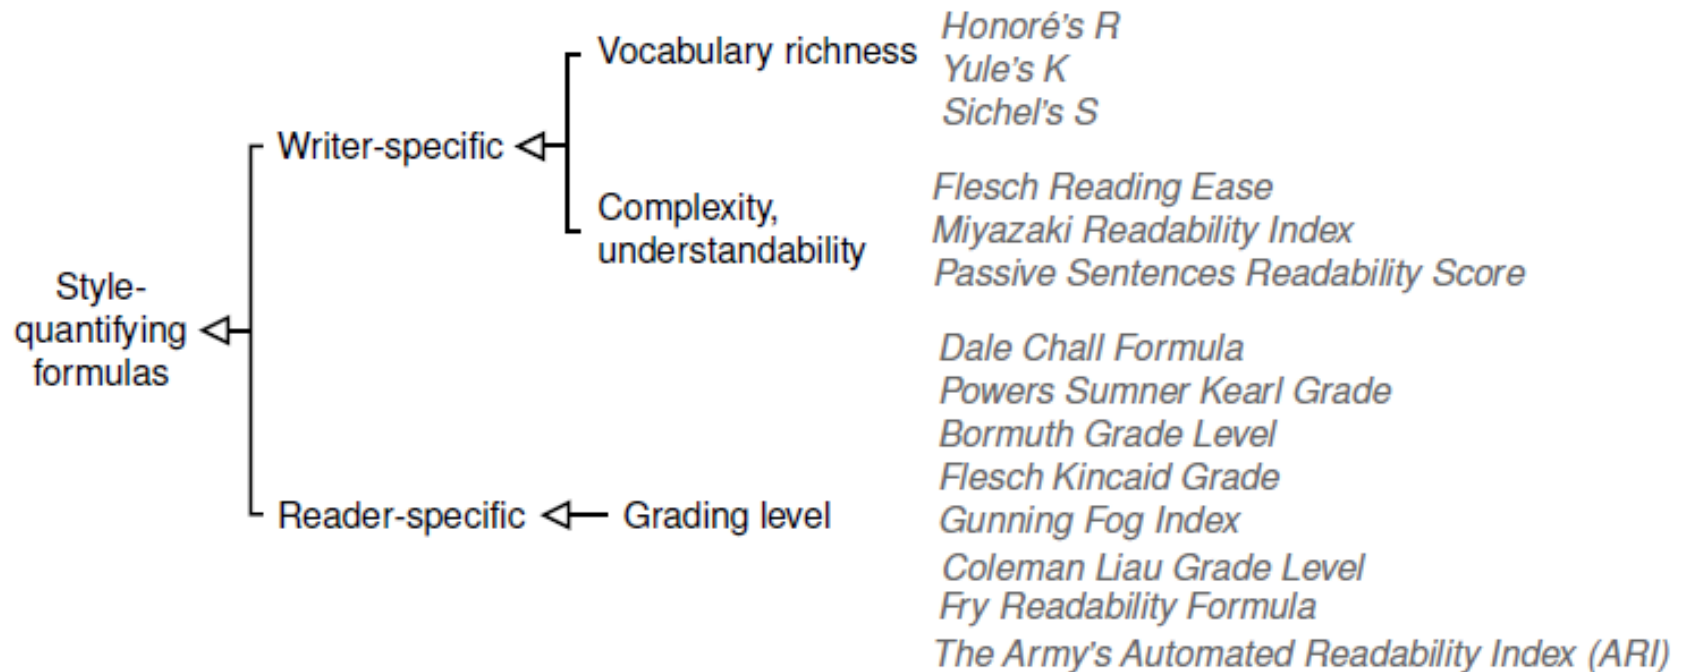 Style-
quantifying
formulas
Writer-specific
Vocabulary richness
Honoré's R
Yule's K
Sichel's S
Complexity,
understandability
Flesch Reading Ease
Miyazaki Readability Index
Passive Sentences Readability Score
Reader-specific
Grading level
Dale Chall Formula
Powers Sumner Kearl Grade
Bormuth Grade Level
Flesch Kincaid Grade
Gunning Fog Index
Coleman Liau Grade Level
Fry Readability Formula
The Army's Automated Readability Index (ARI)